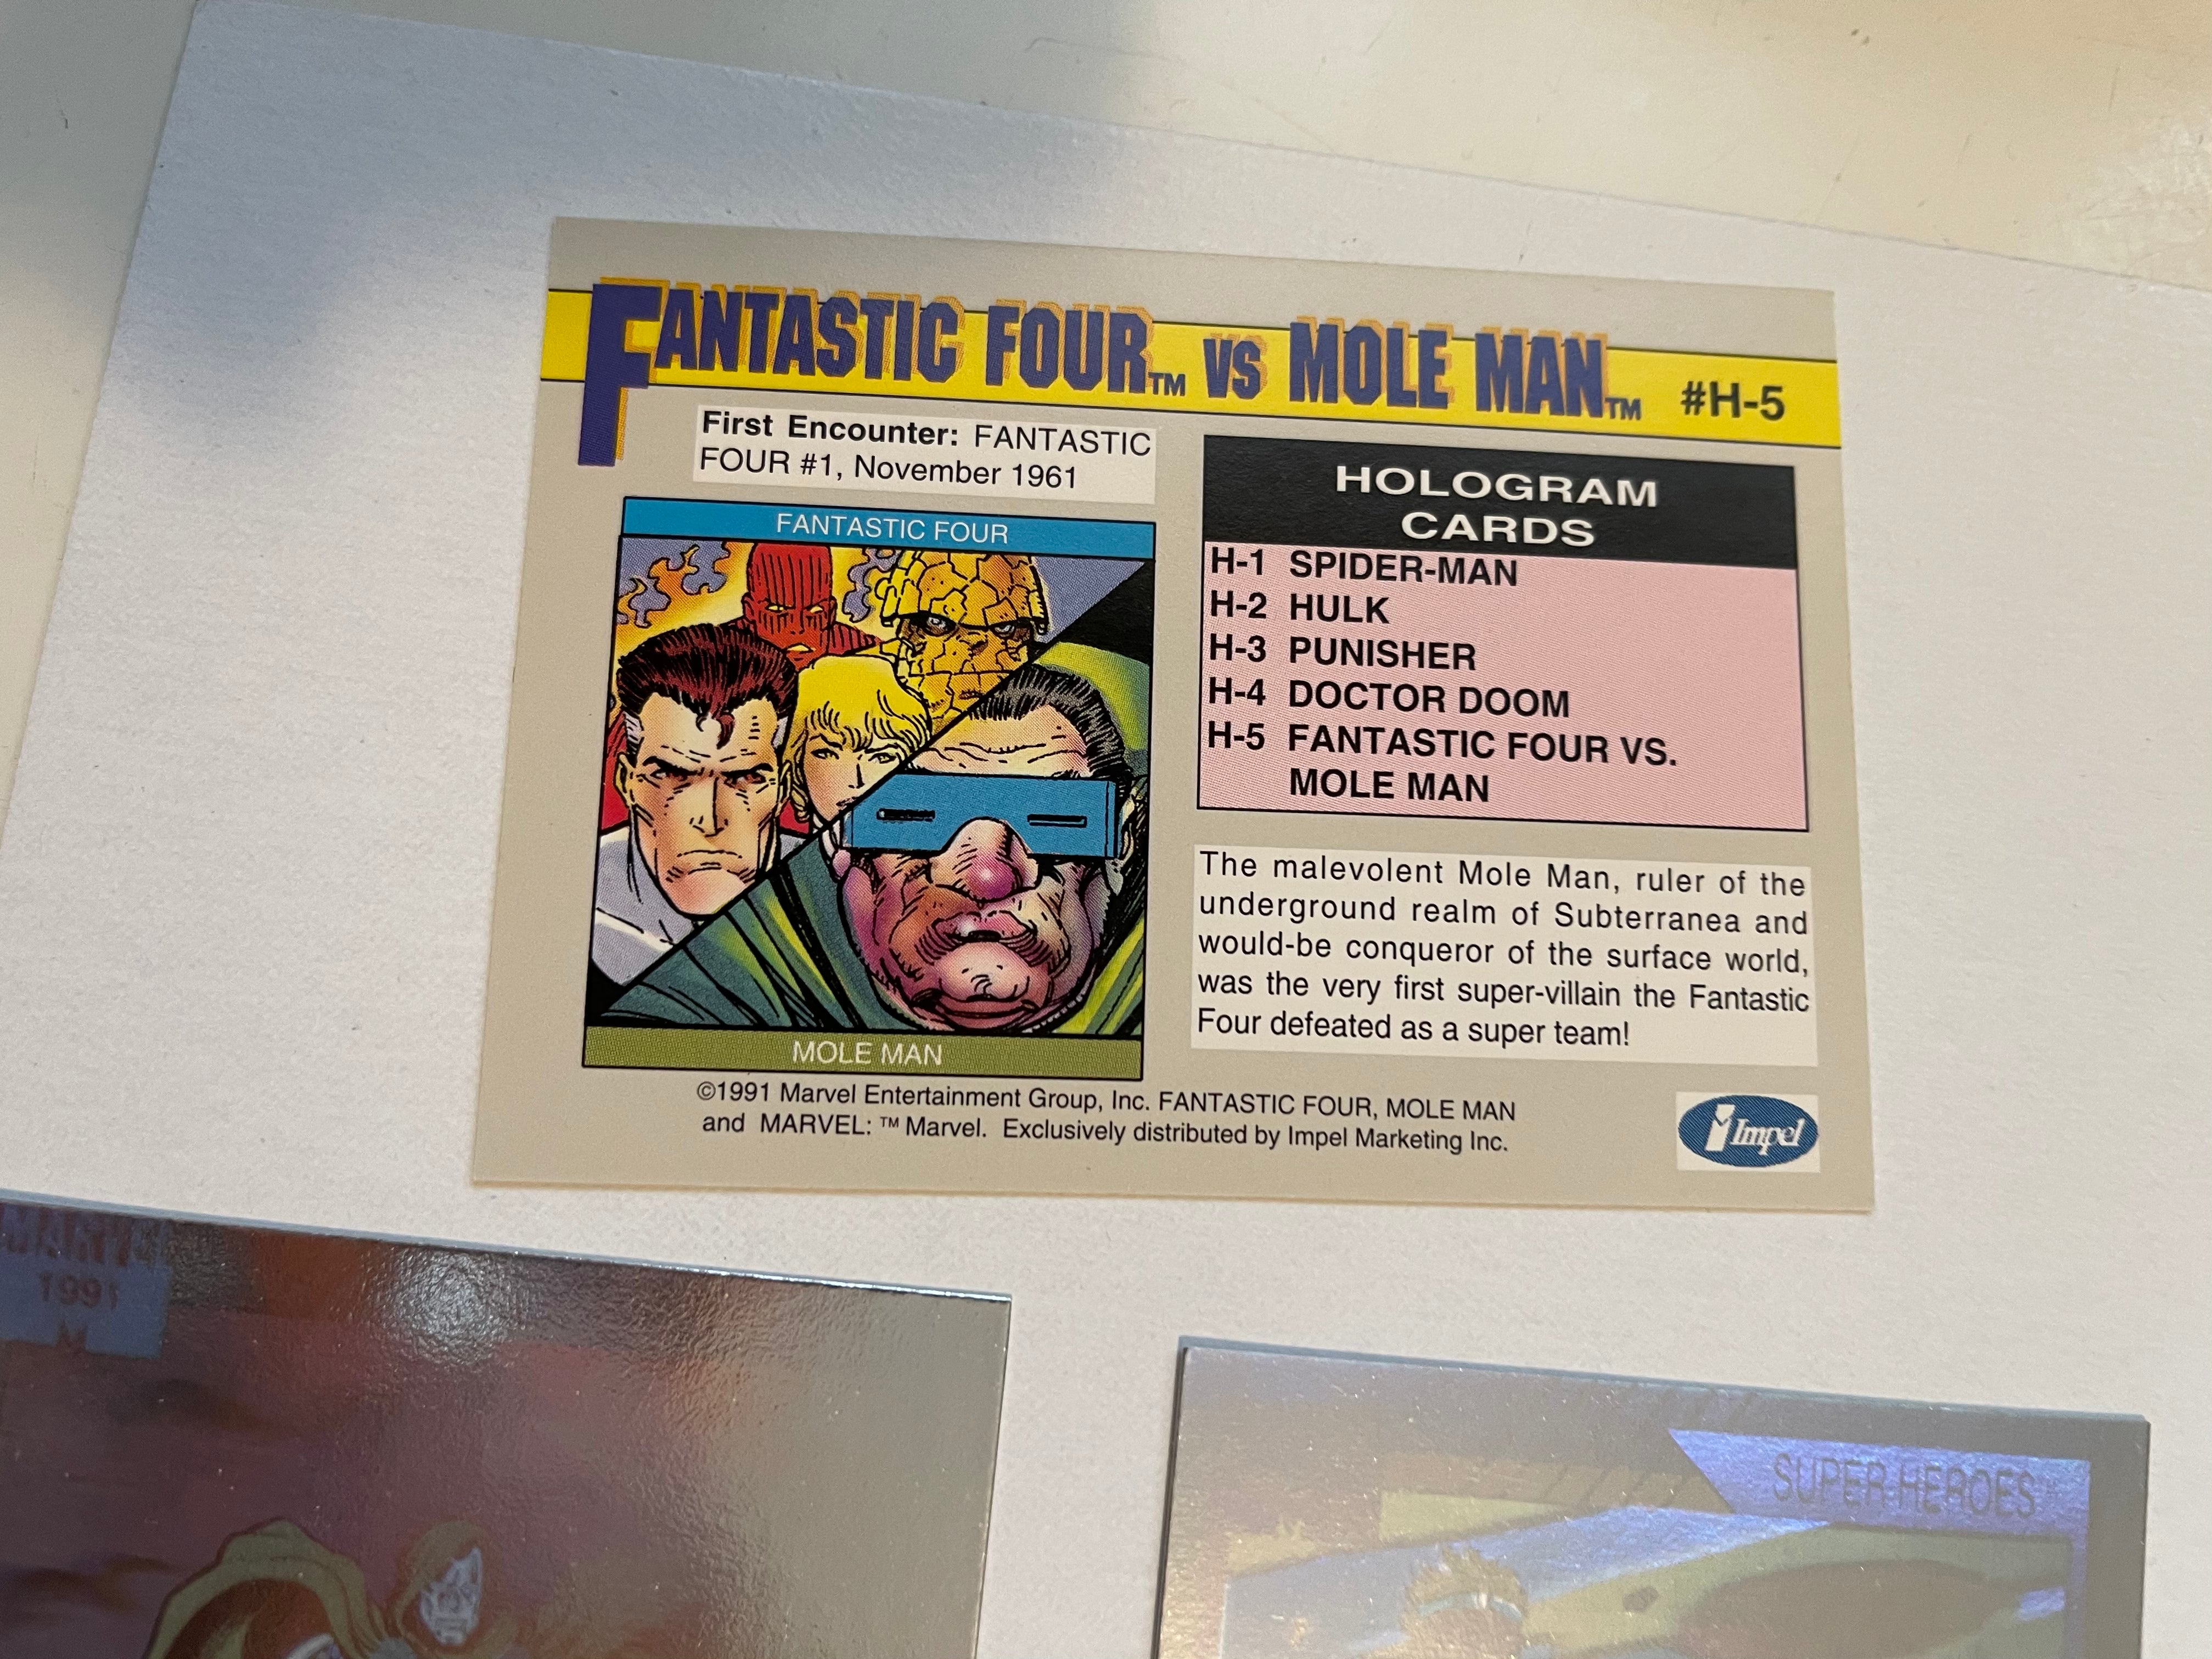 FANTASTIC FOUR™ VS MOLE MAN™ #H-5
First Encounter: FANTASTIC
FOUR #1, November 1961
FANTASTIC FOUR
MOLE MAN
HOLOGRAM
CARDS
H-1 SPIDER-MAN
H-2 HULK
H-3 PUNISHER
H-4 DOCTOR DOOM
H-5 FANTASTIC FOUR VS.
MOLE MAN
The malevolent Mole Man, ruler of the
underground realm of Subterranea and
would-be conqueror of the surface world,
was the very first super-villain the Fantastic
Four defeated as a super team!
©1991 Marvel Entertainment Group, Inc. FANTASTIC FOUR, MOLE MAN
and MARVEL: ™ Marvel. Exclusively distributed by Impel Marketing Inc.
Impel
1991
SUPER HEROES